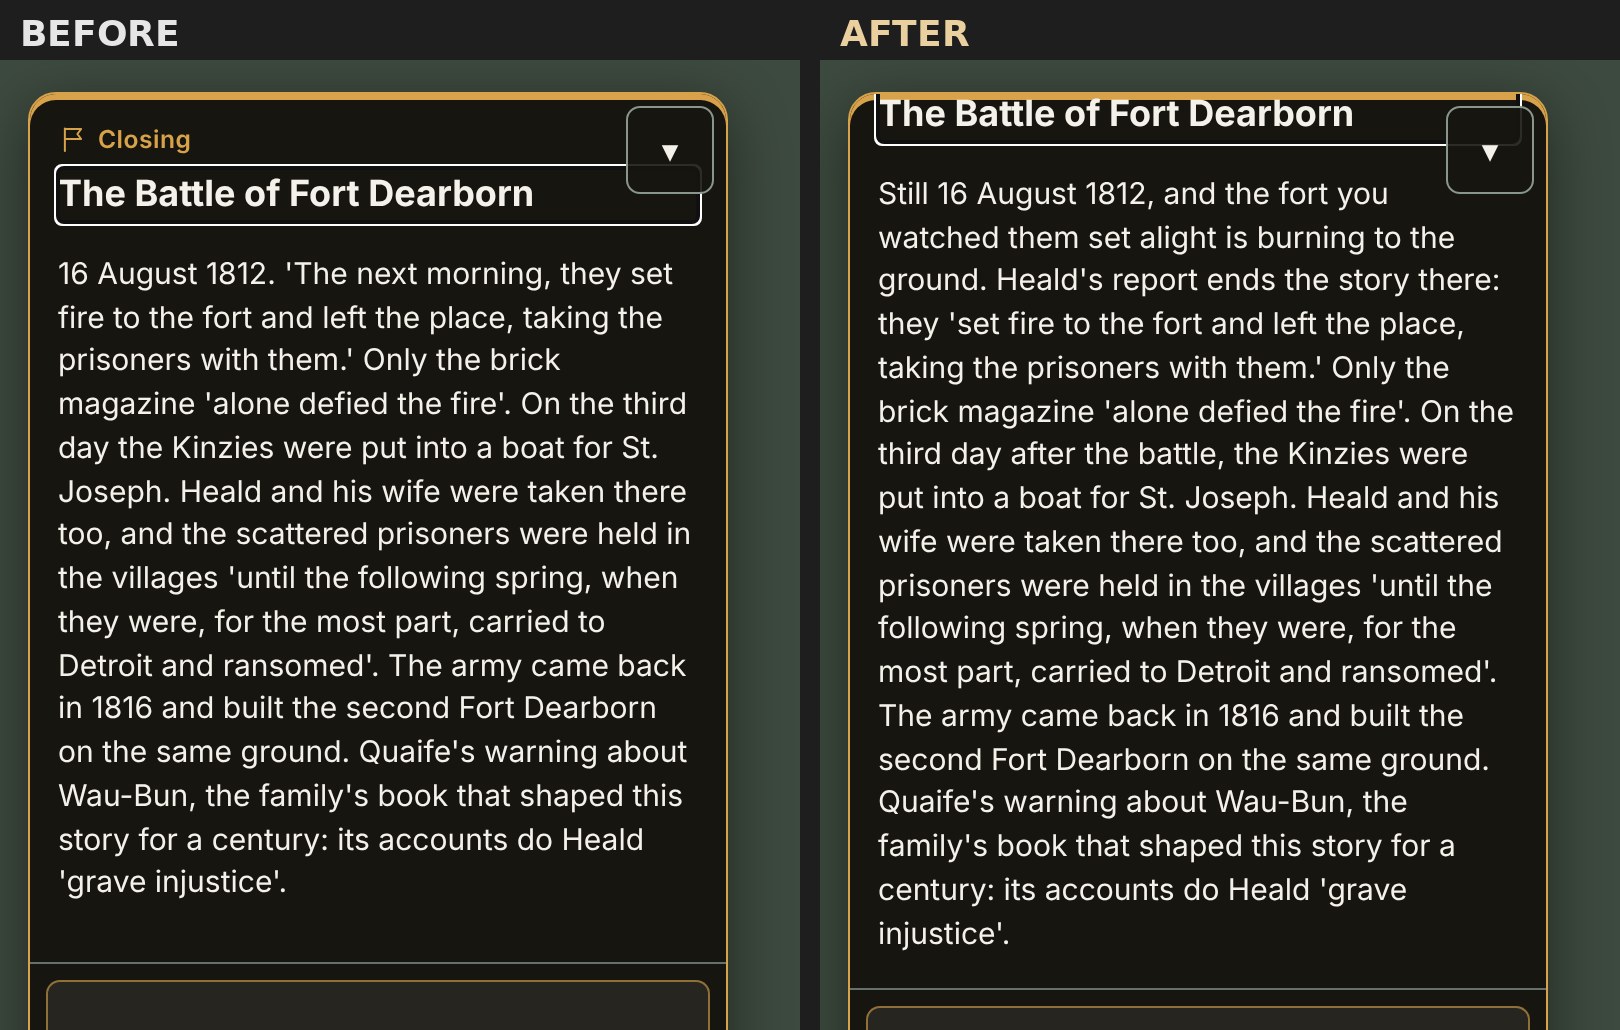 BEFORE
Closing
The Battle of Fort Dearborn
▼
16 August 1812. 'The next morning, they set
fire to the fort and left the place, taking the
prisoners with them.' Only the brick
magazine 'alone defied the fire'. On the third
day the Kinzies were put into a boat for St.
Joseph. Heald and his wife were taken there
too, and the scattered prisoners were held in
the villages 'until the following spring, when
they were, for the most part, carried to
Detroit and ransomed'. The army came back
in 1816 and built the second Fort Dearborn
on the same ground. Quaife's warning about
Wau-Bun, the family's book that shaped this
story for a century: its accounts do Heald
'grave injustice'.
AFTER
The Battle of Fort Dearborn
▼
Still 16 August 1812, and the fort you
watched them set alight is burning to the
ground. Heald's report ends the story there:
they 'set fire to the fort and left the place,
taking the prisoners with them.' Only the
brick magazine 'alone defied the fire'. On the
third day after the battle, the Kinzies were
put into a boat for St. Joseph. Heald and his
wife were taken there too, and the scattered
prisoners were held in the villages 'until the
following spring, when they were, for the
most part, carried to Detroit and ransomed'.
The army came back in 1816 and built the
second Fort Dearborn on the same ground.
Quaife's warning about Wau-Bun, the
family's book that shaped this story for a
century: its accounts do Heald 'grave
injustice'.